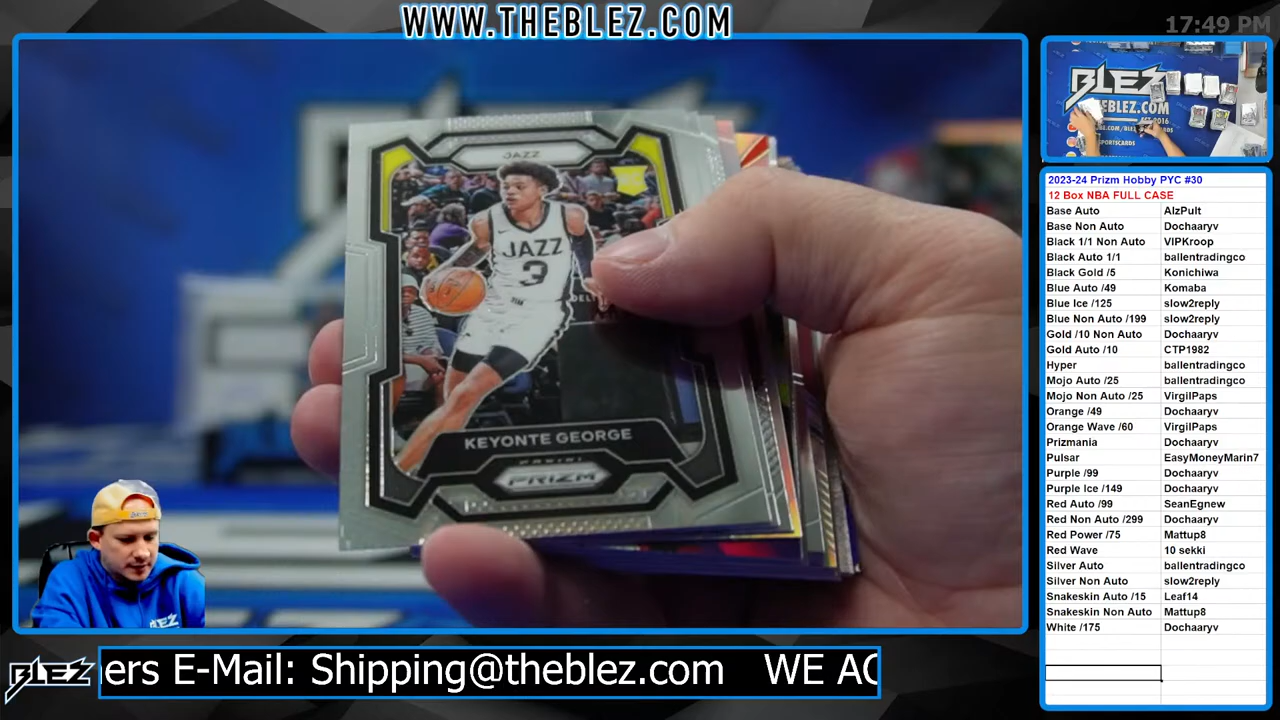 WWW.THEBLEZ.COM
17:49 PM
JAZZ
JAZZ
3
KEYONTE GEORGE
PANINI
PRIZM
BLEZ
THEBLEZ.COM
EST. 2016
2023-24 Prizm Hobby PYC #30
12 Box NBA FULL CASE
Base Auto AlzPult
Base Non Auto Dochaaryv
Black 1/1 Non Auto VIPKroop
Black Auto 1/1 ballentradingco
Black Gold /5 Konichiwa
Blue Auto /49 Komaba
Blue Ice /125 slow2reply
Blue Non Auto /199 slow2reply
Gold /10 Non Auto Dochaaryv
Gold Auto /10 CTP1982
Hyper ballentradingco
Mojo Auto /25 ballentradingco
Mojo Non Auto /25 VirgilPaps
Orange /49 Dochaaryv
Orange Wave /60 VirgilPaps
Prizmania Dochaaryv
Pulsar EasyMoneyMarin7
Purple /99 Dochaaryv
Purple Ice /149 Dochaaryv
Red Auto /99 SeanEgnew
Red Non Auto /299 Dochaaryv
Red Power /75 Mattup8
Red Wave 10 sekki
Silver Auto ballentradingco
Silver Non Auto slow2reply
Snakeskin Auto /15 Leaf14
Snakeskin Non Auto Mattup8
White /175 Dochaaryv
BLEZ
ers E-Mail: Shipping@theblez.com WE AC